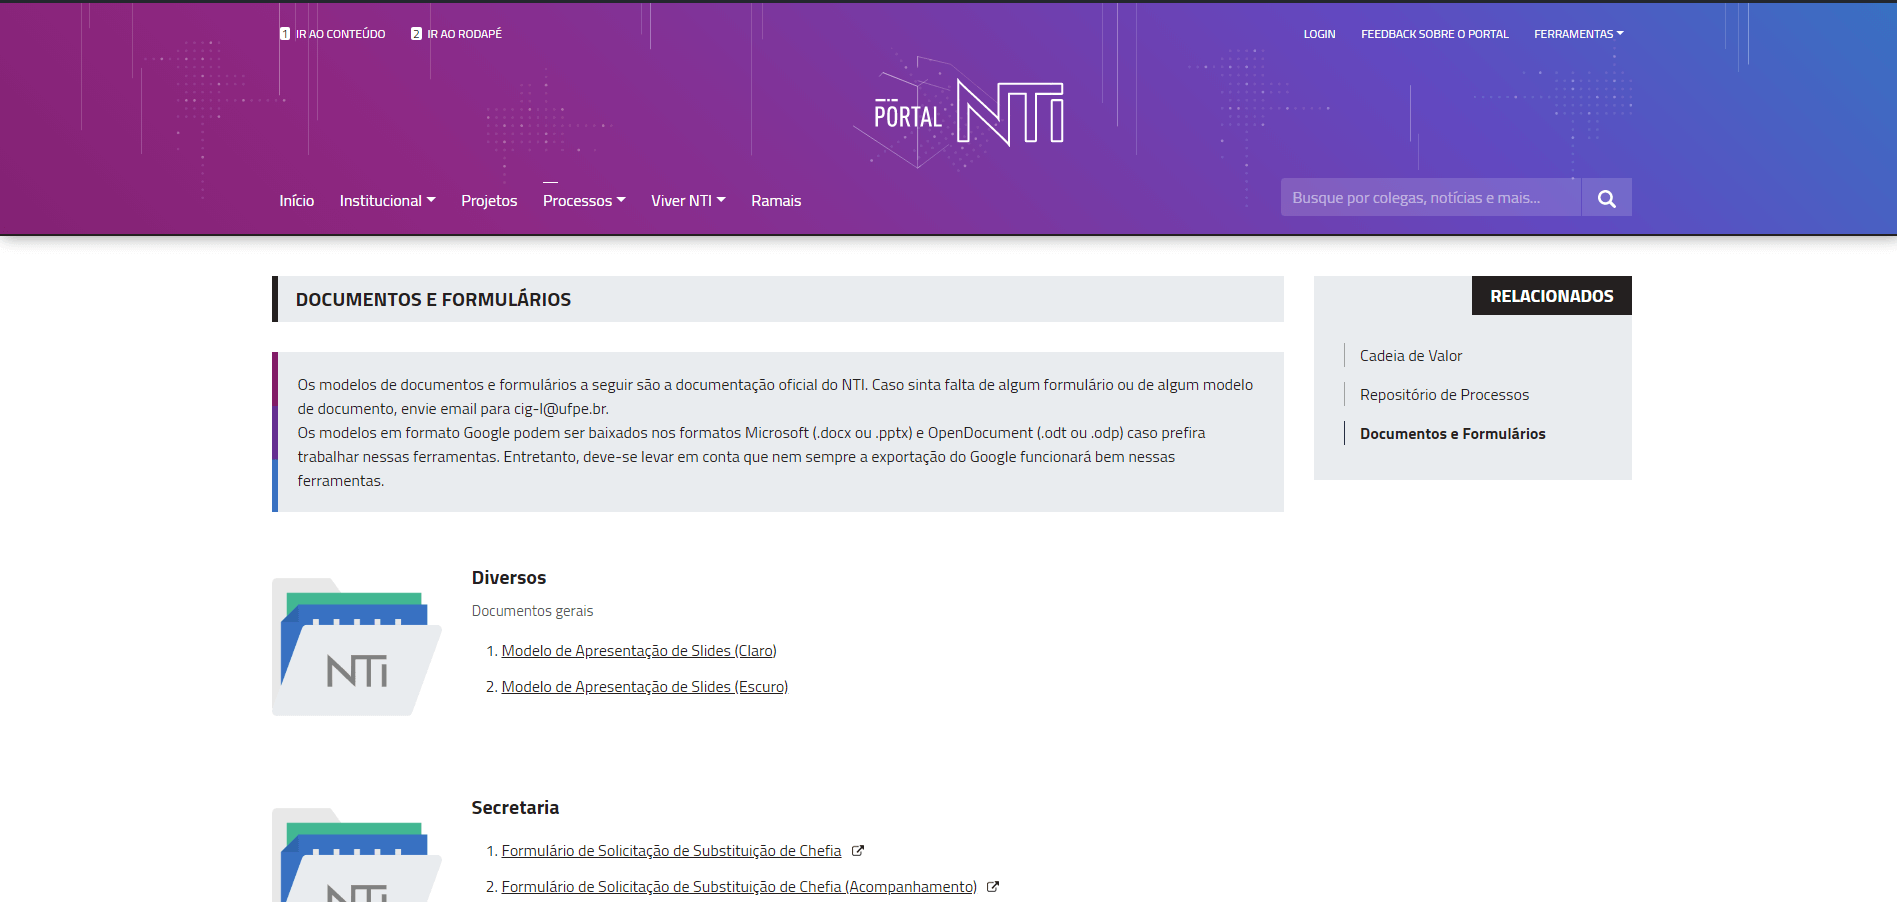 1 IR AO CONTEÚDO 2 IR AO RODAPÉ LOGIN FEEDBACK SOBRE O PORTAL FERRAMENTAS
PORTAL NTI
Início Institucional Projetos Processos Viver NTI Ramais Busque por colegas, notícias e mais...
DOCUMENTOS E FORMULÁRIOS
Os modelos de documentos e formulários a seguir são a documentação oficial do NTI. Caso sinta falta de algum formulário ou de algum modelo
de documento, envie email para cig-l@ufpe.br.
Os modelos em formato Google podem ser baixados nos formatos Microsoft (.docx ou .pptx) e OpenDocument (.odt ou .odp) caso prefira
trabalhar nessas ferramentas. Entretanto, deve-se levar em conta que nem sempre a exportação do Google funcionará bem nessas
ferramentas.
RELACIONADOS
Cadeia de Valor
Repositório de Processos
Documentos e Formulários
NTI
Diversos
Documentos gerais
1. Modelo de Apresentação de Slides (Claro)
2. Modelo de Apresentação de Slides (Escuro)
NTI
Secretaria
1. Formulário de Solicitação de Substituição de Chefia
2. Formulário de Solicitação de Substituição de Chefia (Acompanhamento)